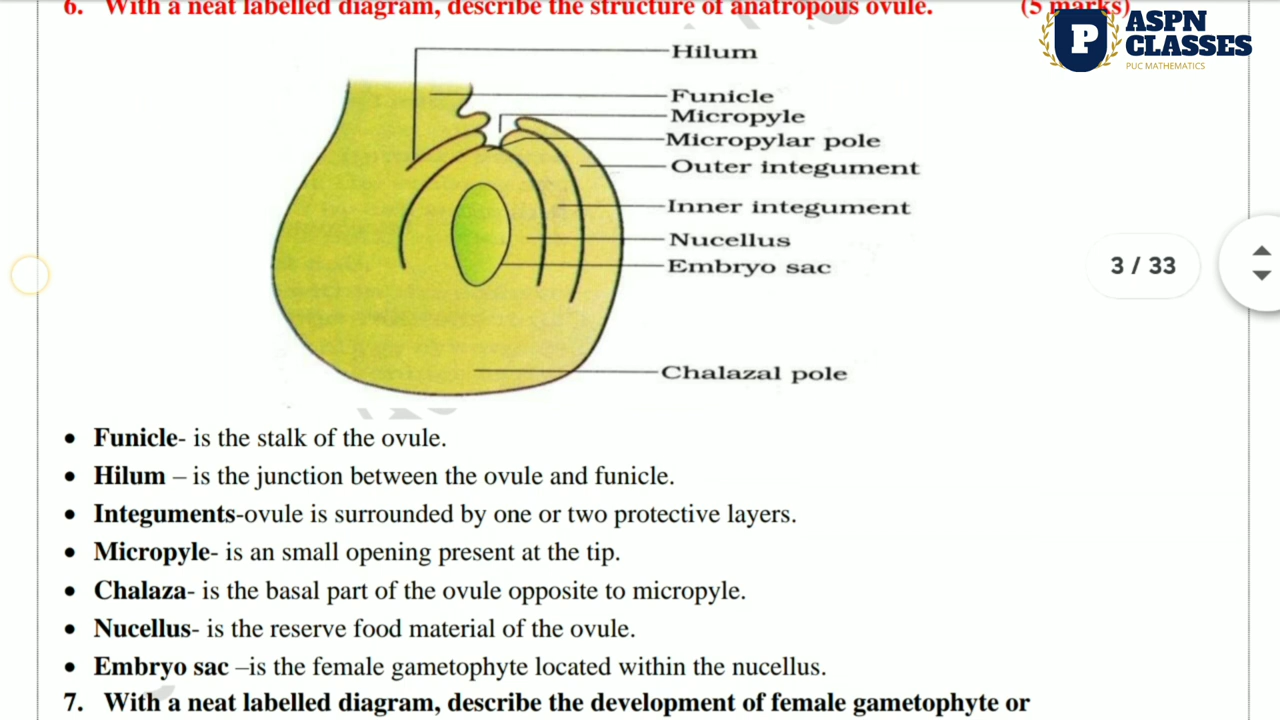 6. With a neat labelled diagram, describe the structure of anatropous ovule. (5 marks)
P
ASPN
CLASSES
PUC MATHEMATICS
Hilum
Funicle
Micropyle
Micropylar pole
Outer integument
Inner integument
Nucellus
Embryo sac
Chalazal pole
3 / 33
• Funicle- is the stalk of the ovule.
• Hilum – is the junction between the ovule and funicle.
• Integuments-ovule is surrounded by one or two protective layers.
• Micropyle- is an small opening present at the tip.
• Chalaza- is the basal part of the ovule opposite to micropyle.
• Nucellus- is the reserve food material of the ovule.
• Embryo sac –is the female gametophyte located within the nucellus.
7. With a neat labelled diagram, describe the development of female gametophyte or